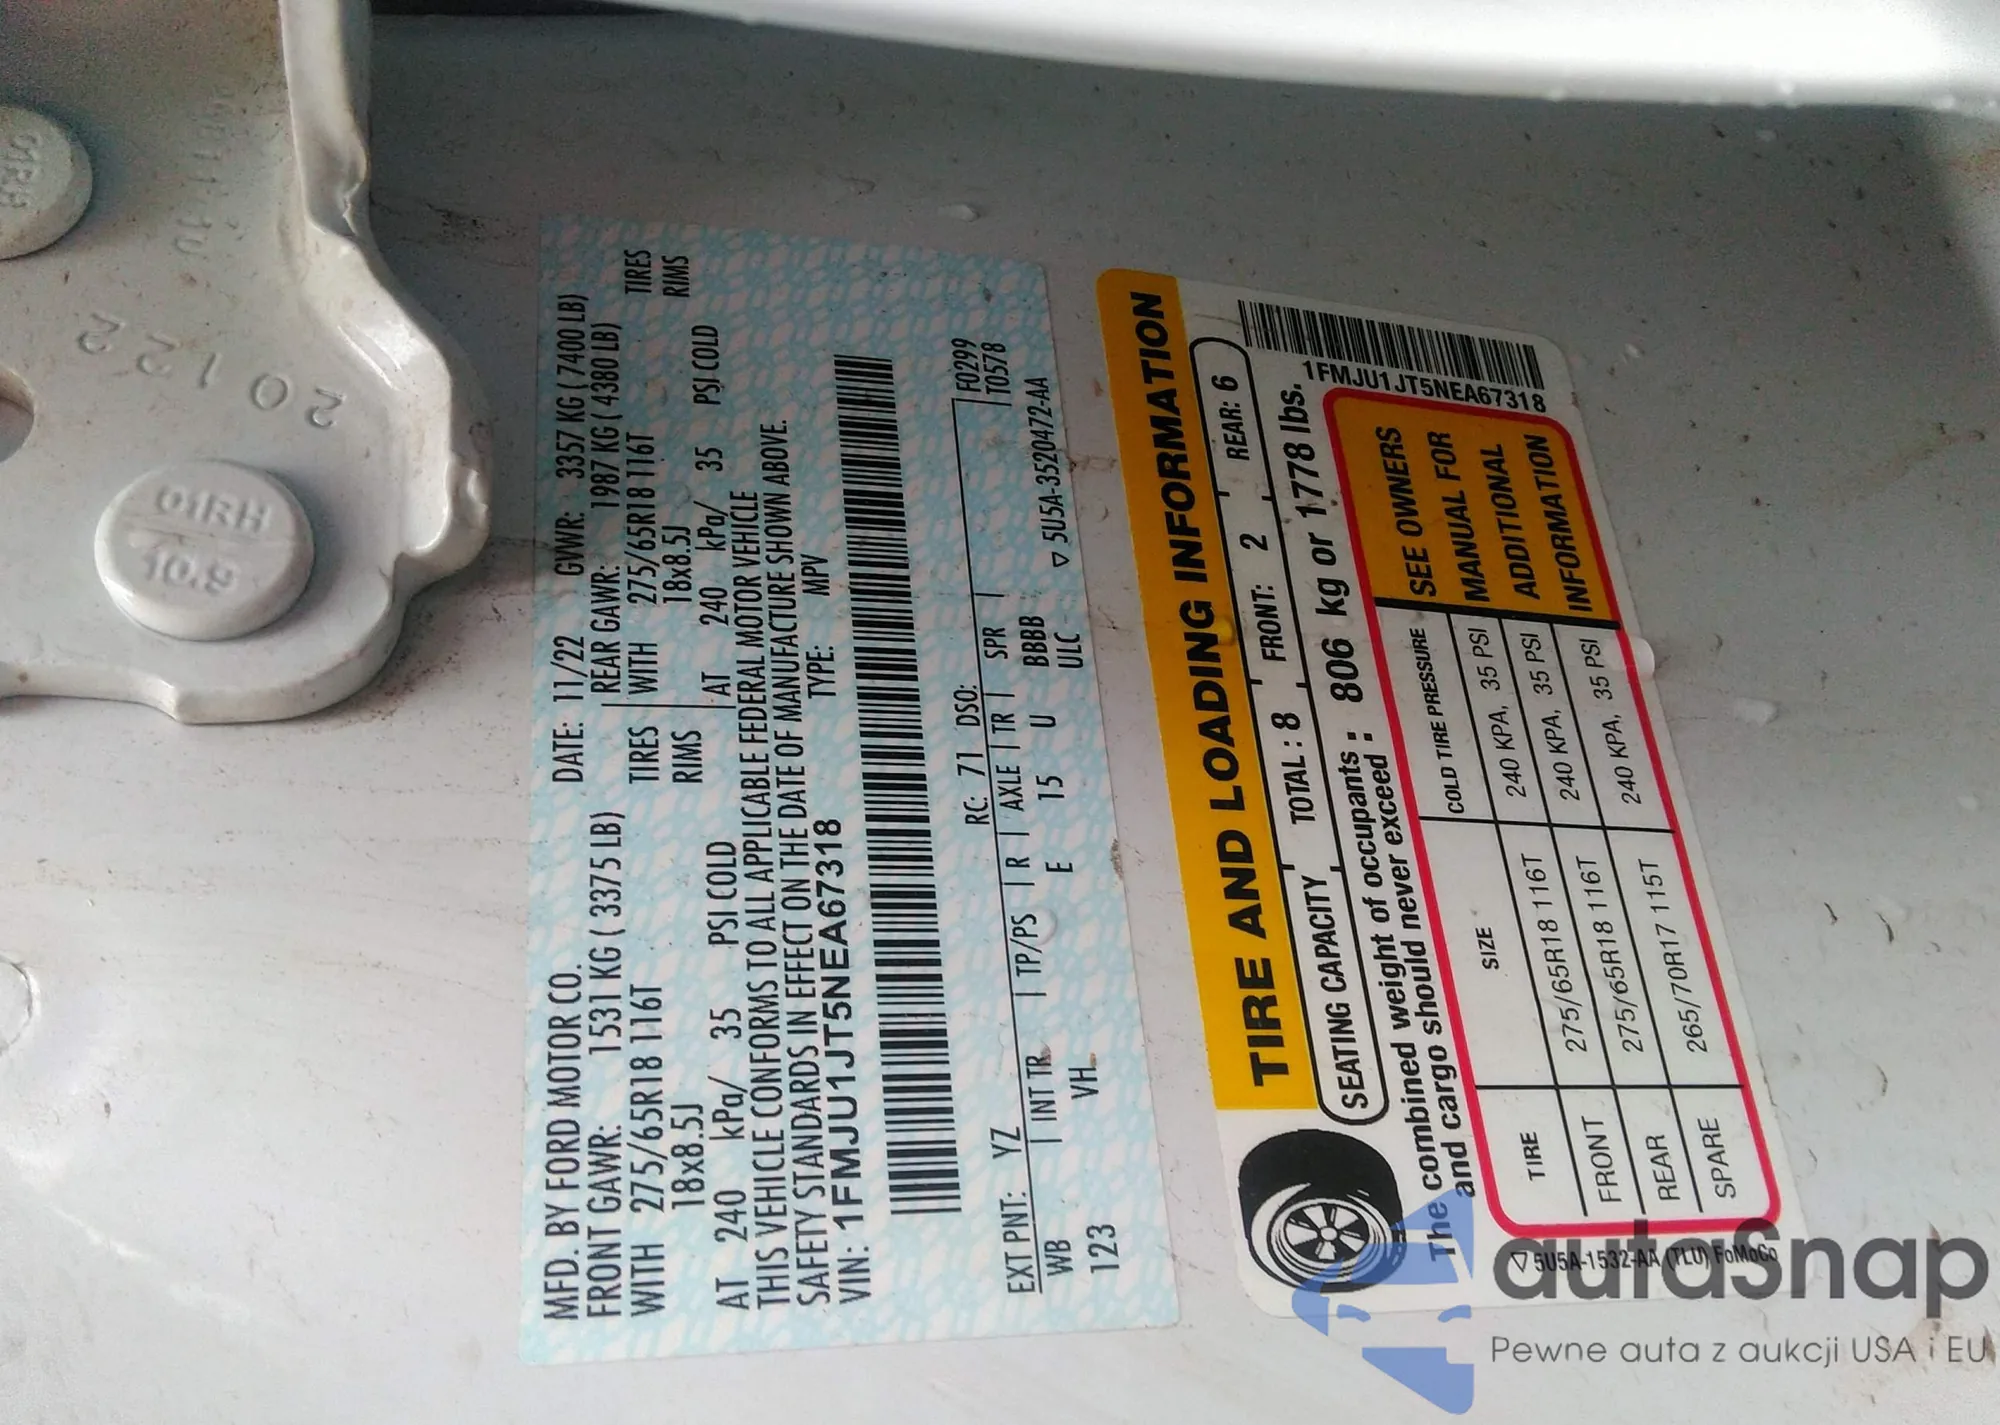 MFD. BY FORD MOTOR CO. DATE: 11/22 GVWR: 3357 KG ( 7400 LB)
FRONT GAWR: 1531 KG ( 3375 LB) REAR GAWR: 1987 KG ( 4380 LB)
WITH 275/65R18 116T TIRES WITH 275/65R18 116T TIRES
18x8.5J RIMS 18x8.5J RIMS
AT 240 kPa/ 35 PSI COLD AT 240 kPa/ 35 PSI COLD
THIS VEHICLE CONFORMS TO ALL APPLICABLE FEDERAL MOTOR VEHICLE
SAFETY STANDARDS IN EFFECT ON THE DATE OF MANUFACTURE SHOWN ABOVE.
VIN: 1FMJU1JT5NEA67318 TYPE: MPV
EXT PNT: YZ RC: 71 DSO: F0299
WB INT TR TP/PS R AXLE TR SPR T0578
123 VH E 15 U BBBB
ULC ▽ 5U5A-3520472-AA
TIRE AND LOADING INFORMATION
SEATING CAPACITY TOTAL : 8 FRONT: 2 REAR: 6
The combined weight of occupants : 806 kg or 1778 lbs.
and cargo should never exceed
1FMJU1JT5NEA67318
TIRE SIZE COLD TIRE PRESSURE
FRONT 275/65R18 116T 240 KPA, 35 PSI
REAR 275/65R18 116T 240 KPA, 35 PSI
SPARE 265/70R17 115T 240 KPA, 35 PSI
SEE OWNERS
MANUAL FOR
ADDITIONAL
INFORMATION
▽ 5U5A-1532-AA (TLU) FoMoCo
20122
01RH
10.9
autaSnap
Pewne auta z aukcji USA i EU